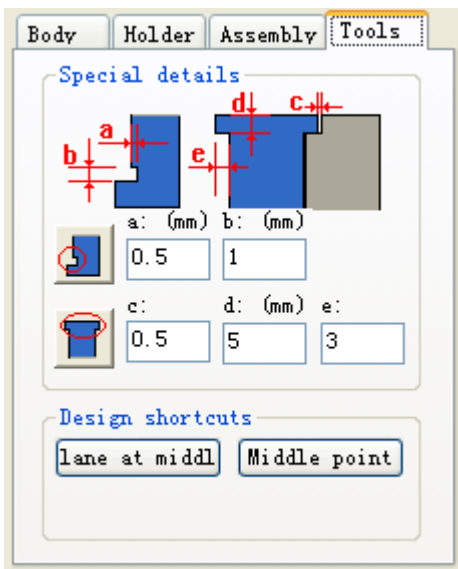 Body Holder Assembly Tools
Special details
d c
a
b e
a: (mm) b: (mm)
0.5 1
c: d: (mm) e:
0.5 5 3
Design shortcuts
lane at middl Middle point